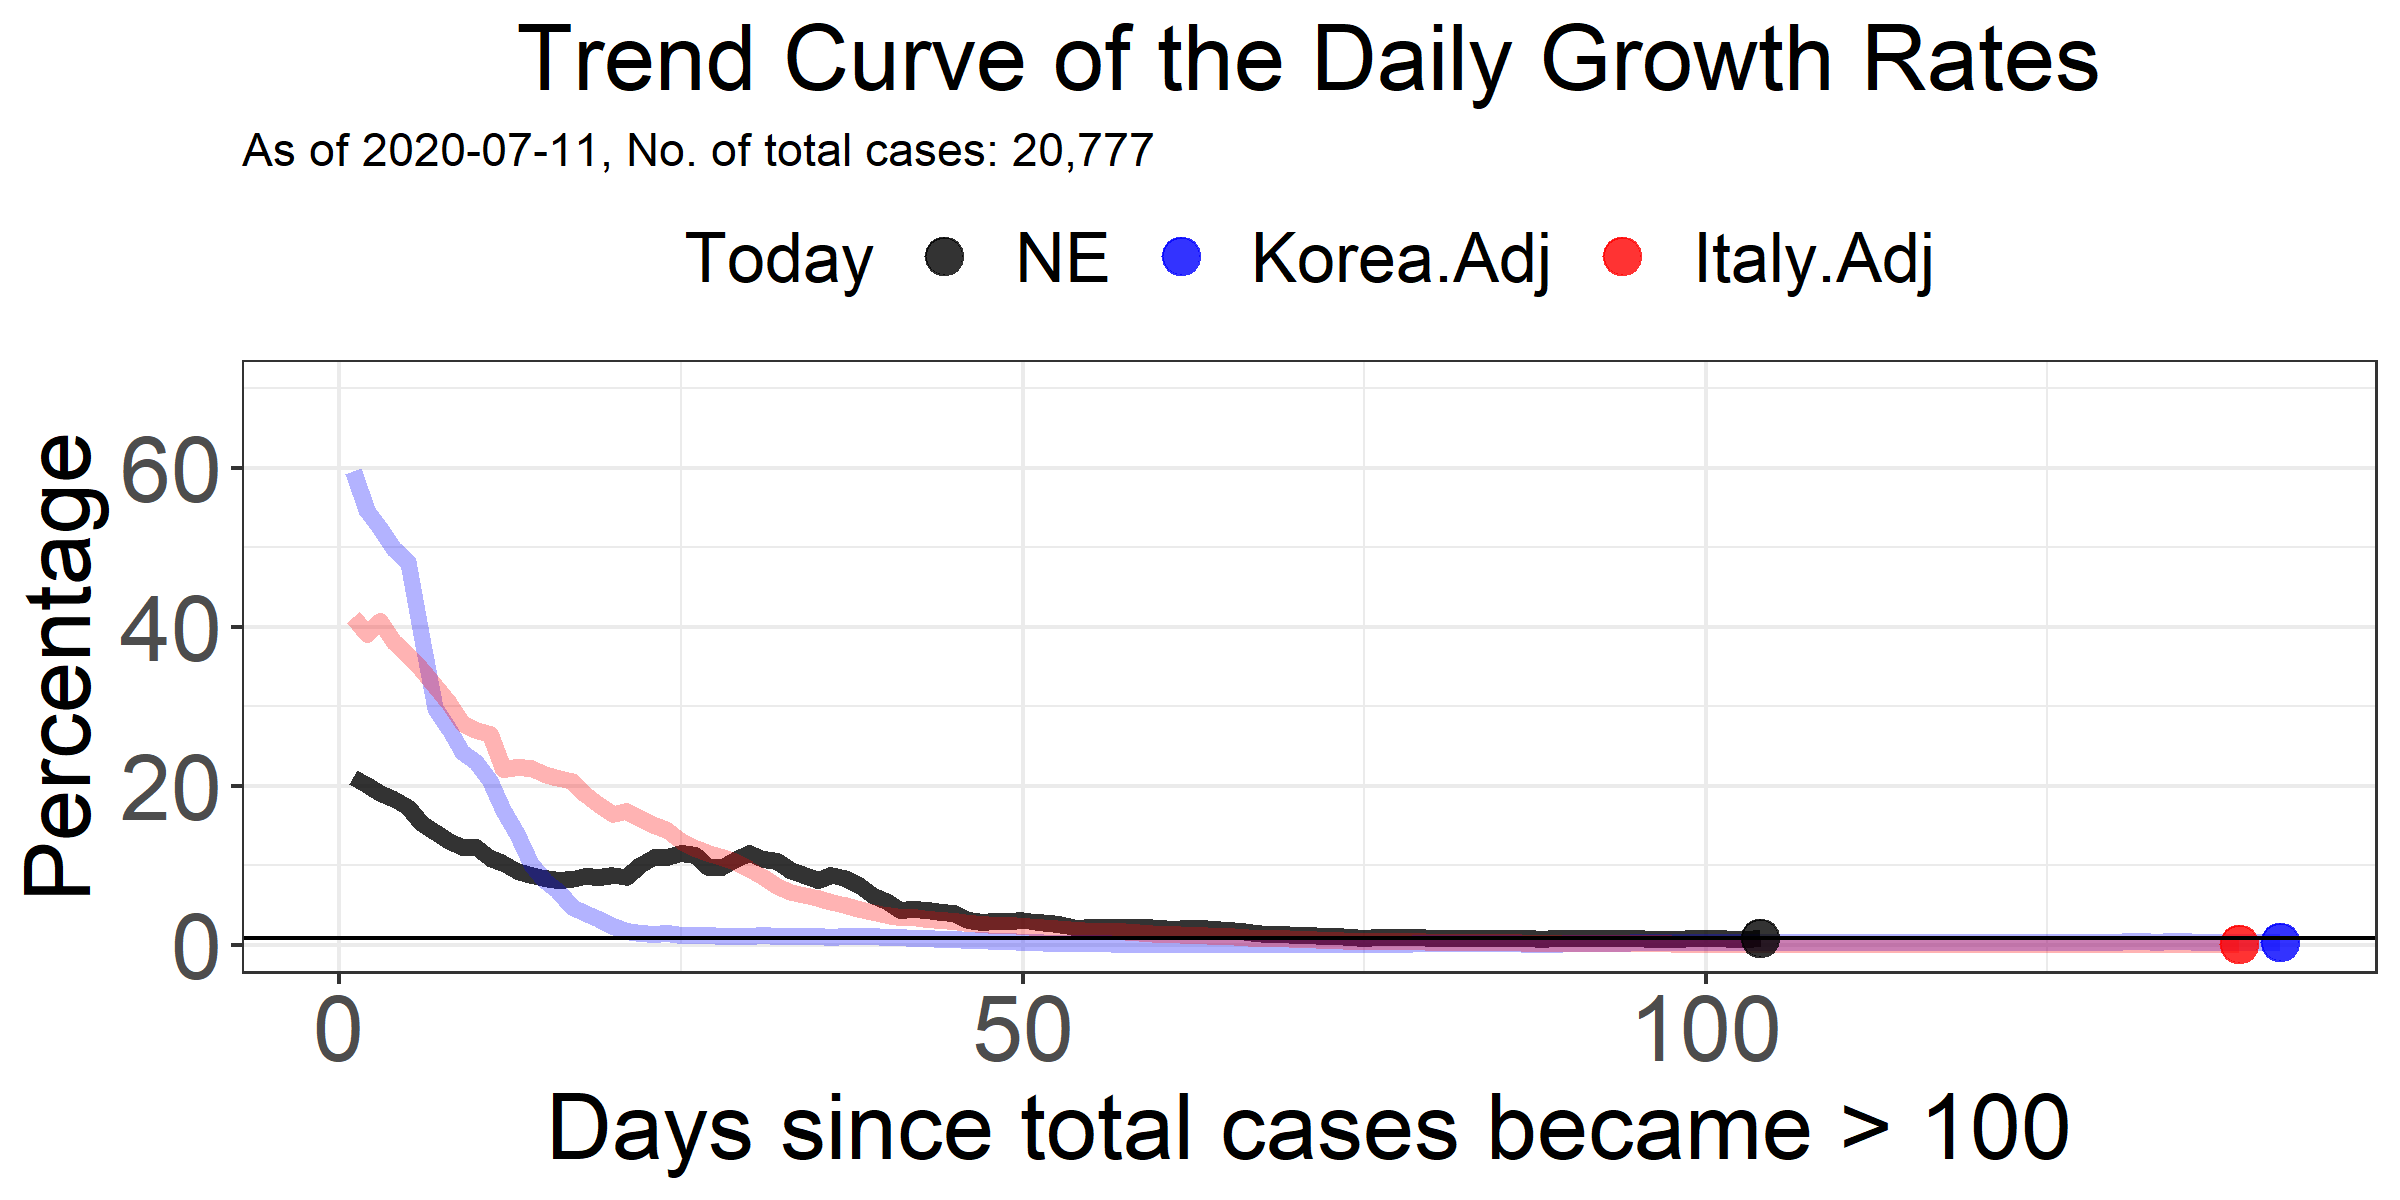 Trend Curve of the Daily Growth Rates
As of 2020-07-11, No. of total cases: 20,777
Today NE Korea.Adj Italy.Adj
Percentage
60
40
20
0
0 50 100
Days since total cases became > 100